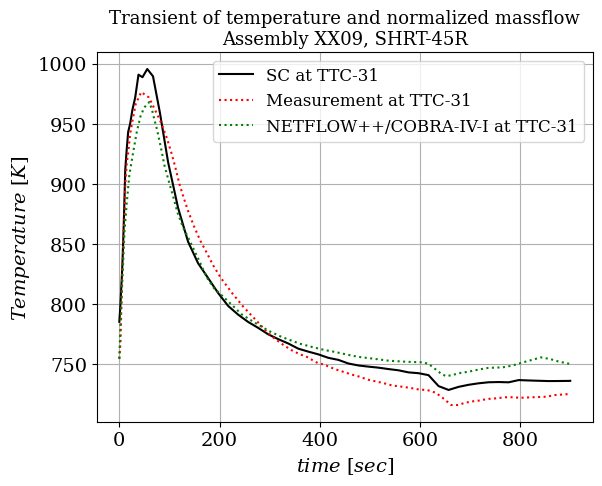 Transient of temperature and normalized massflow
Assembly XX09, SHRT-45R
SC at TTC-31
Measurement at TTC-31
NETFLOW++/COBRA-IV-I at TTC-31
Temperature [K]
1000
950
900
850
800
750
0 200 400 600 800
time [sec]